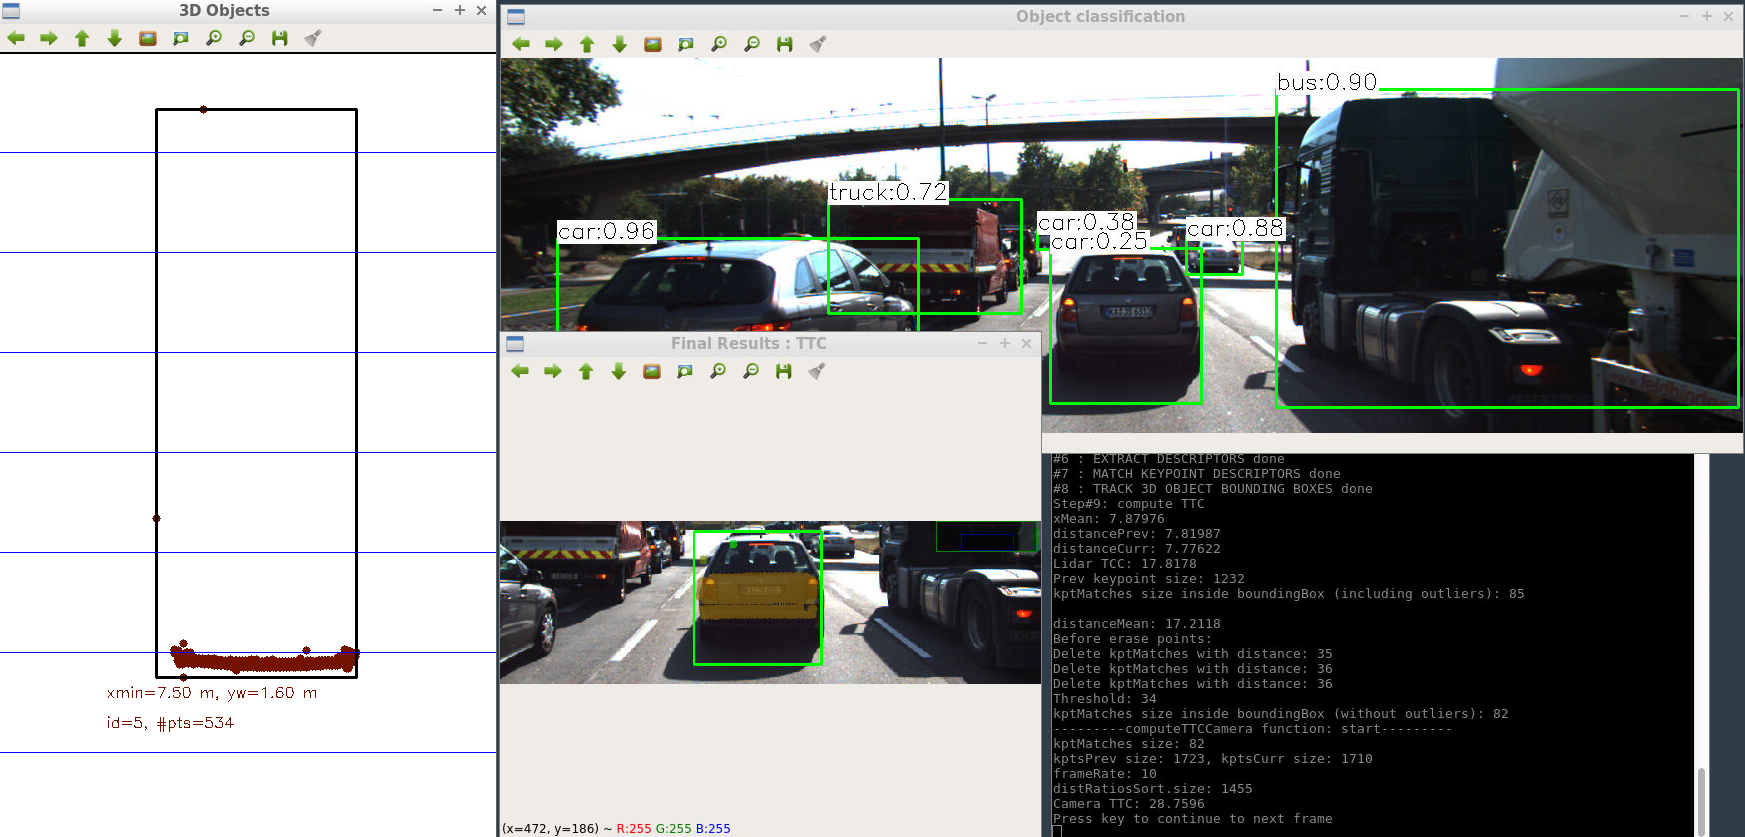 3D Objects
xmin=7.50 m, yw=1.60 m
id=5, #pts=534
Object classification
bus:0.90
truck:0.72
car:0.38
car:0.88
car:0.96
car:0.25
Final Results : TTC
(x=472, y=186) ~ R:255 G:255 B:255
#6 : EXTRACT DESCRIPTORS done
#7 : MATCH KEYPOINT DESCRIPTORS done
#8 : TRACK 3D OBJECT BOUNDING BOXES done
Step#9: compute TTC
xMean: 7.87976
distancePrev: 7.81987
distanceCurr: 7.77622
Lidar TCC: 17.8178
Prev keypoint size: 1232
kptMatches size inside boundingBox (including outliers): 85
distanceMean: 17.2118
Before erase points:
Delete kptMatches with distance: 35
Delete kptMatches with distance: 36
Delete kptMatches with distance: 36
Threshold: 34
kptMatches size inside boundingBox (without outliers): 82
---------computeTTCCamera function: start---------
kptMatches size: 82
kptsPrev size: 1723, kptsCurr size: 1710
frameRate: 10
distRatiosSort.size: 1455
Camera TTC: 28.7596
Press key to continue to next frame